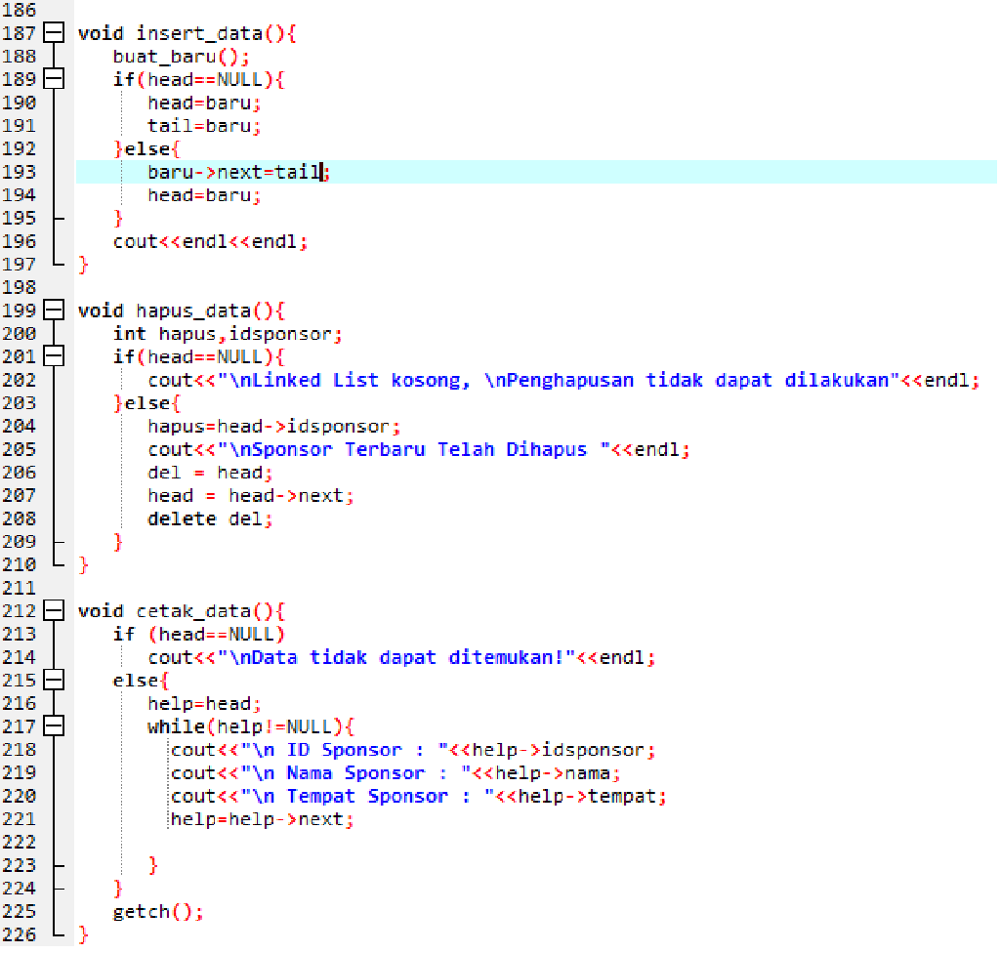 186
187 void insert_data(){
188 buat_baru();
189 if(head==NULL){
190 head=baru;
191 tail=baru;
192 }else{
193 baru->next=tail;
194 head=baru;
195 }
196 cout<<endl<<endl;
197 }
198
199 void hapus_data(){
200 int hapus,idsponsor;
201 if(head==NULL){
202 cout<<"\nLinked List kosong, \nPenghapusan tidak dapat dilakukan"<<endl;
203 }else{
204 hapus=head->idsponsor;
205 cout<<"\nSponsor Terbaru Telah Dihapus "<<endl;
206 del = head;
207 head = head->next;
208 delete del;
209 }
210 }
211
212 void cetak_data(){
213 if (head==NULL)
214 cout<<"\nData tidak dapat ditemukan!"<<endl;
215 else{
216 help=head;
217 while(help!=NULL){
218 cout<<"\n ID Sponsor : "<<help->idsponsor;
219 cout<<"\n Nama Sponsor : "<<help->nama;
220 cout<<"\n Tempat Sponsor : "<<help->tempat;
221 help=help->next;
222
223 }
224 }
225 getch();
226 }